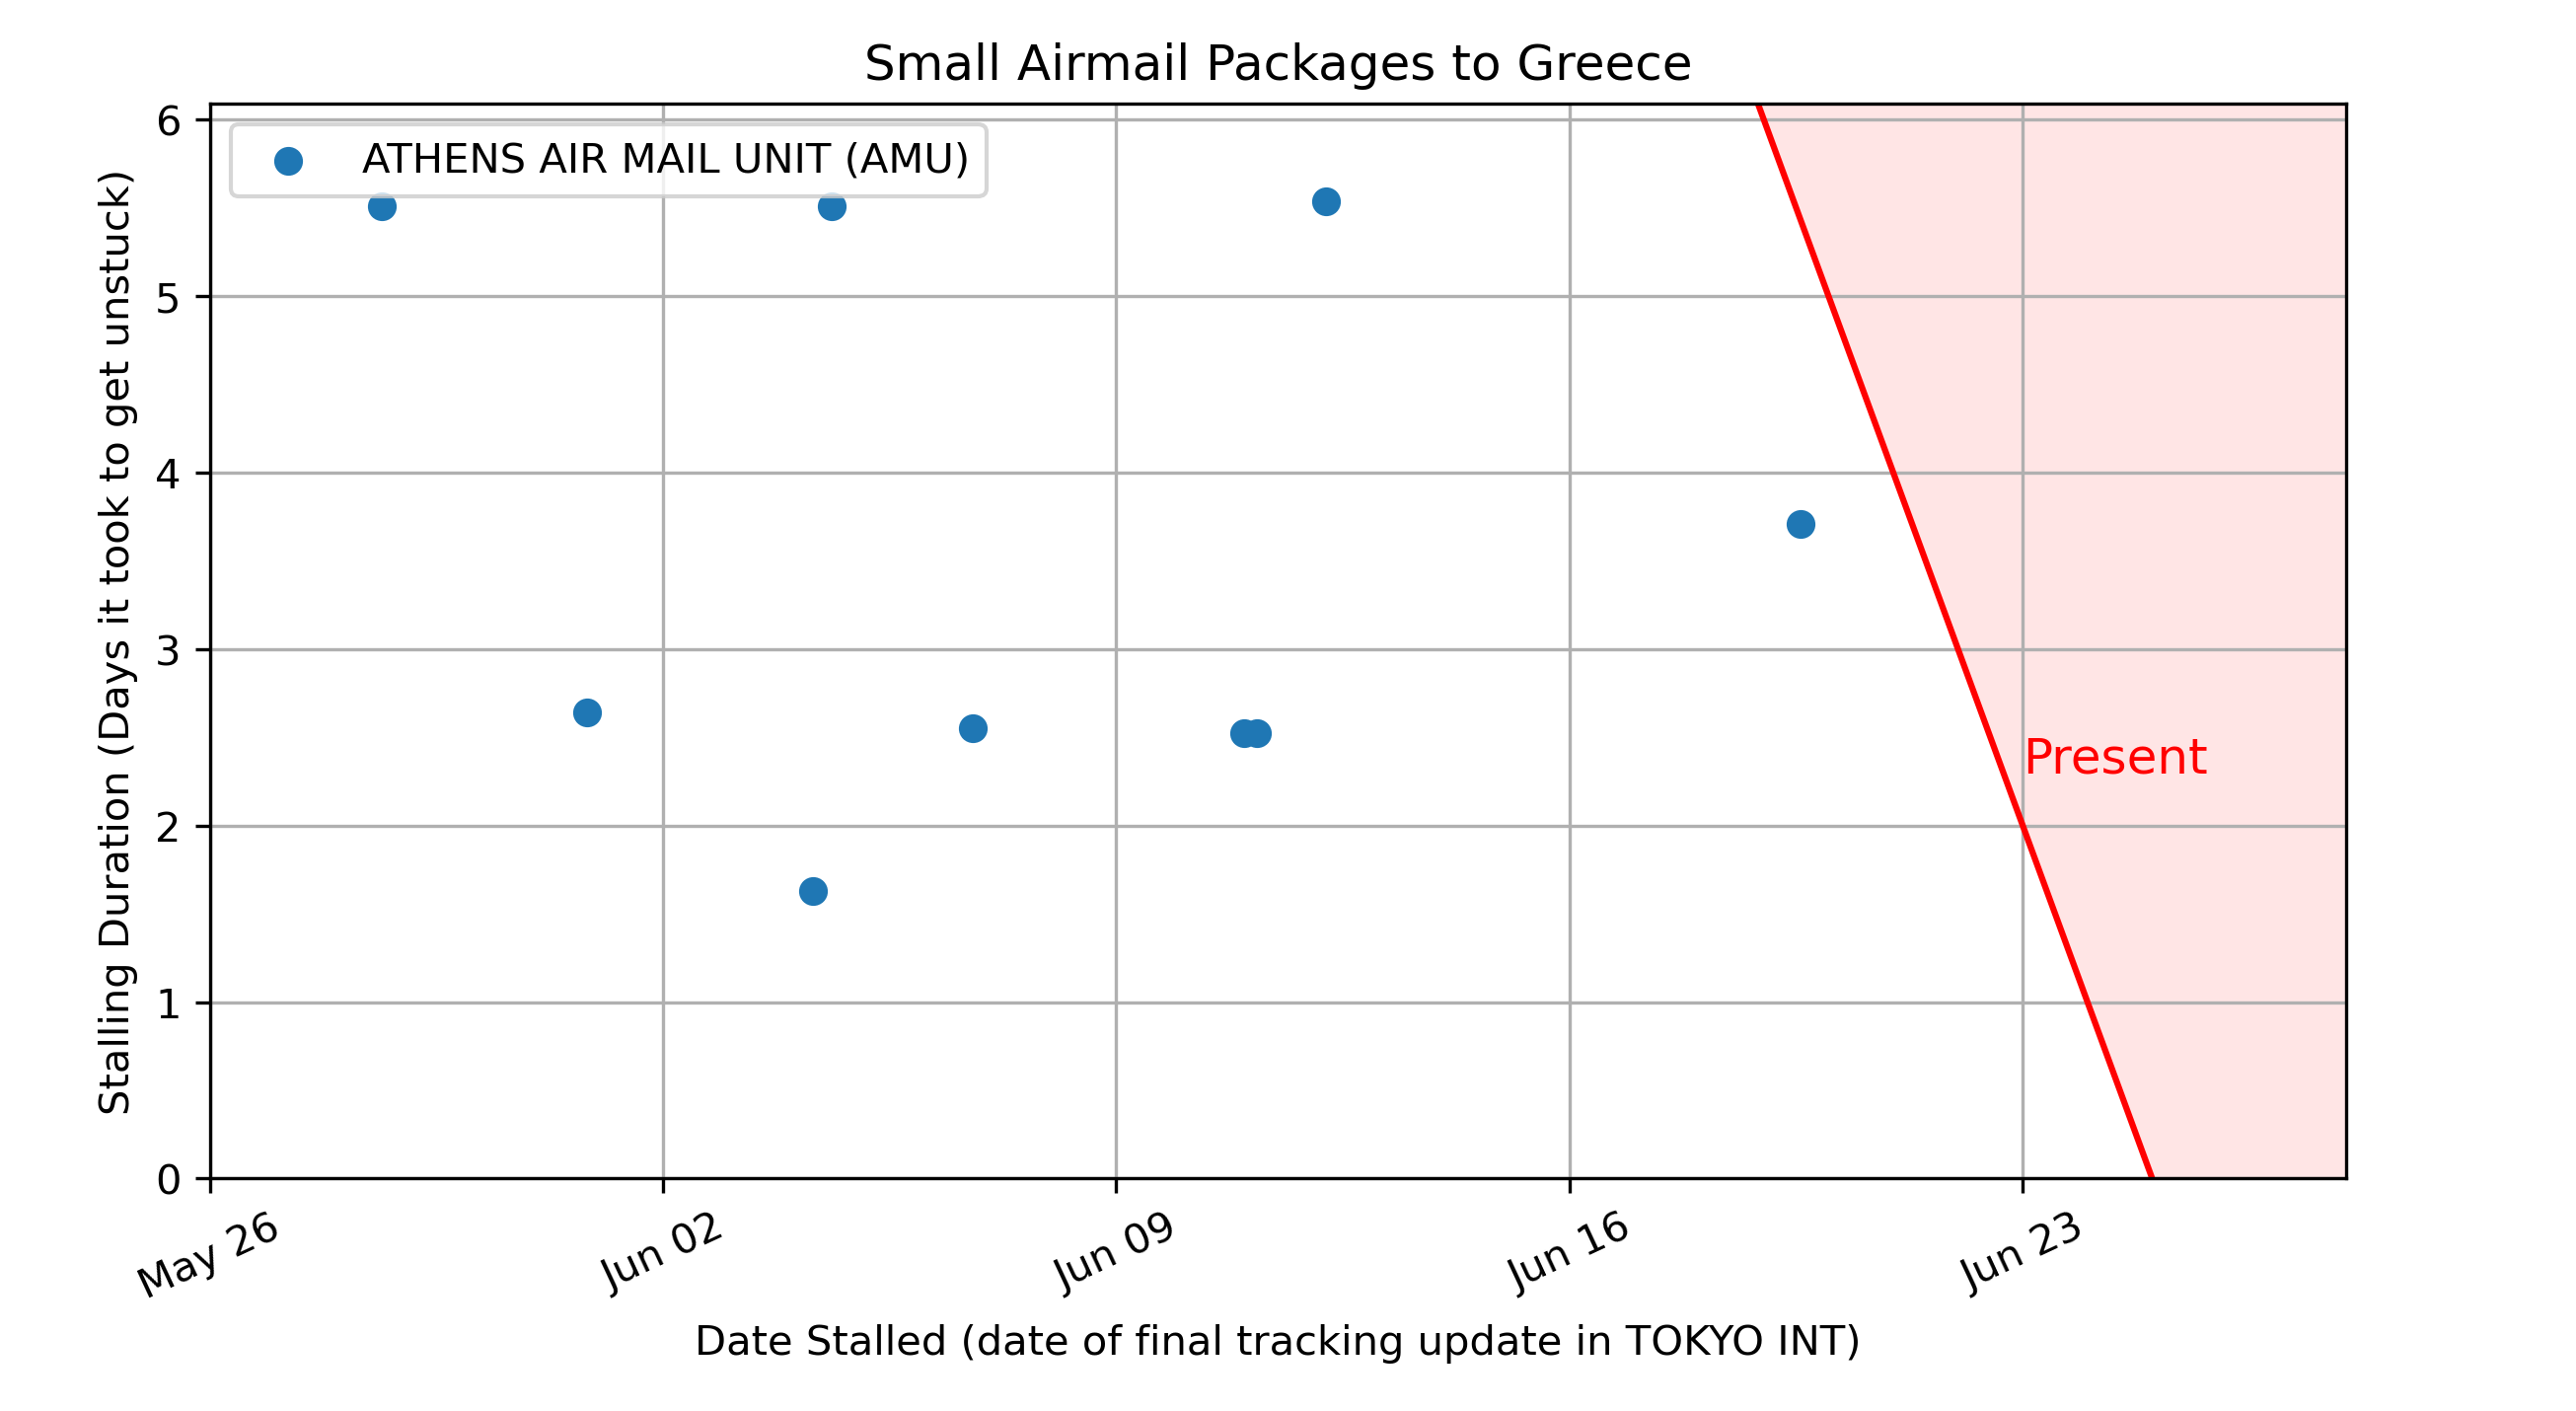 Small Airmail Packages to Greece
ATHENS AIR MAIL UNIT (AMU)
Stalling Duration (Days it took to get unstuck)
6
5
4
3
2
1
0
Present
May 26
Jun 02
Jun 09
Jun 16
Jun 23
Date Stalled (date of final tracking update in TOKYO INT)